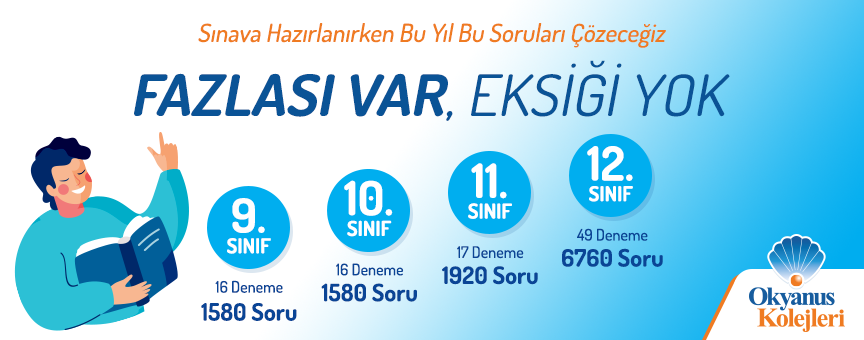 Sınava Hazırlanırken Bu Yıl Bu Soruları Çözeceğiz
FAZLASI VAR, EKSİĞİ YOK
9.
SINIF
16 Deneme
1580 Soru
10.
SINIF
16 Deneme
1580 Soru
11.
SINIF
17 Deneme
1920 Soru
12.
SINIF
49 Deneme
6760 Soru
Okyanus
Kolejleri